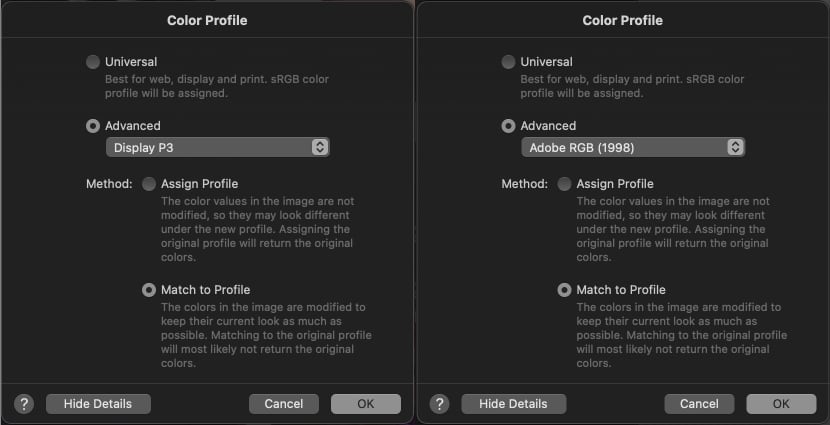 Color Profile
Universal
Best for web, display and print. sRGB color
profile will be assigned.
Advanced
Display P3
Method:
Assign Profile
The color values in the image are not
modified, so they may look different
under the new profile. Assigning the
original profile will return the original
colors.
Match to Profile
The colors in the image are modified to
keep their current look as much as
possible. Matching to the original profile
will most likely not return the original
colors.
?
Hide Details
Cancel
OK
Color Profile
Universal
Best for web, display and print. sRGB color
profile will be assigned.
Advanced
Adobe RGB (1998)
Method:
Assign Profile
The color values in the image are not
modified, so they may look different
under the new profile. Assigning the
original profile will return the original
colors.
Match to Profile
The colors in the image are modified to
keep their current look as much as
possible. Matching to the original profile
will most likely not return the original
colors.
?
Hide Details
Cancel
OK